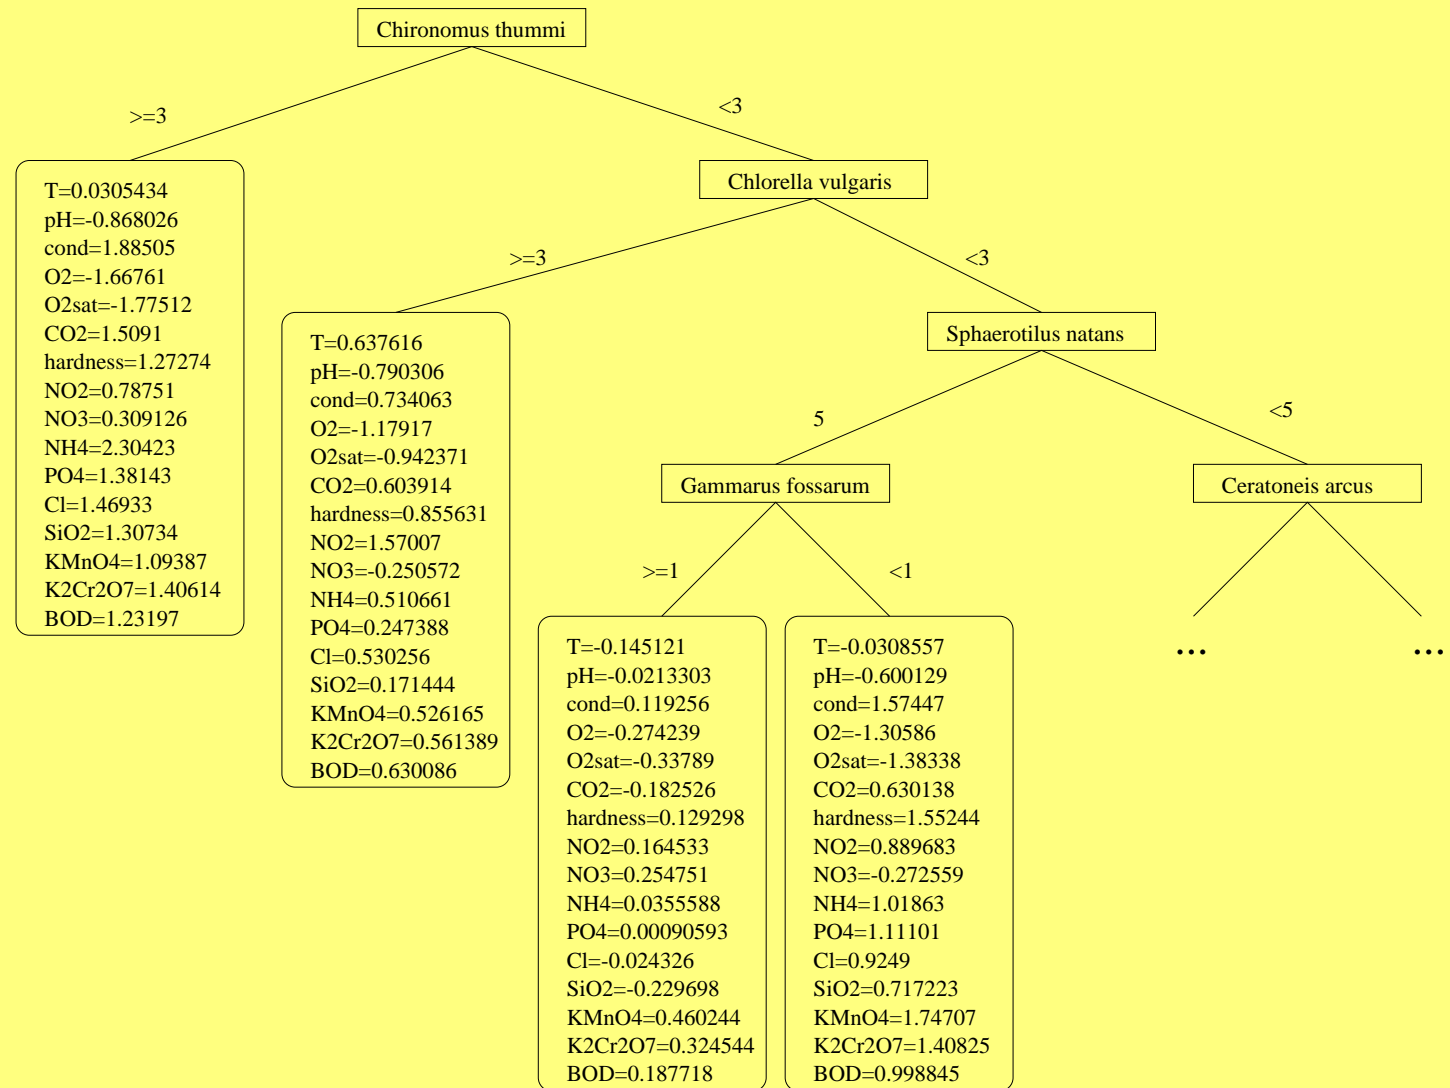 Chironomus thummi
>=3
<3
T=0.0305434
pH=-0.868026
cond=1.88505
O2=-1.66761
O2sat=-1.77512
CO2=1.5091
hardness=1.27274
NO2=0.78751
NO3=0.309126
NH4=2.30423
PO4=1.38143
Cl=1.46933
SiO2=1.30734
KMnO4=1.09387
K2Cr2O7=1.40614
BOD=1.23197
Chlorella vulgaris
>=3
<3
T=0.637616
pH=-0.790306
cond=0.734063
O2=-1.17917
O2sat=-0.942371
CO2=0.603914
hardness=0.855631
NO2=1.57007
NO3=-0.250572
NH4=0.510661
PO4=0.247388
Cl=0.530256
SiO2=0.171444
KMnO4=0.526165
K2Cr2O7=0.561389
BOD=0.630086
Sphaerotilus natans
5
<5
Gammarus fossarum
Ceratoneis arcus
>=1
<1
T=-0.145121
pH=-0.0213303
cond=0.119256
O2=-0.274239
O2sat=-0.33789
CO2=-0.182526
hardness=0.129298
NO2=0.164533
NO3=0.254751
NH4=0.0355588
PO4=0.00090593
Cl=-0.024326
SiO2=-0.229698
KMnO4=0.460244
K2Cr2O7=0.324544
BOD=0.187718
T=-0.0308557
pH=-0.600129
cond=1.57447
O2=-1.30586
O2sat=-1.38338
CO2=0.630138
hardness=1.55244
NO2=0.889683
NO3=-0.272559
NH4=1.01863
PO4=1.11101
Cl=0.9249
SiO2=0.717223
KMnO4=1.74707
K2Cr2O7=1.40825
BOD=0.998845
...
...